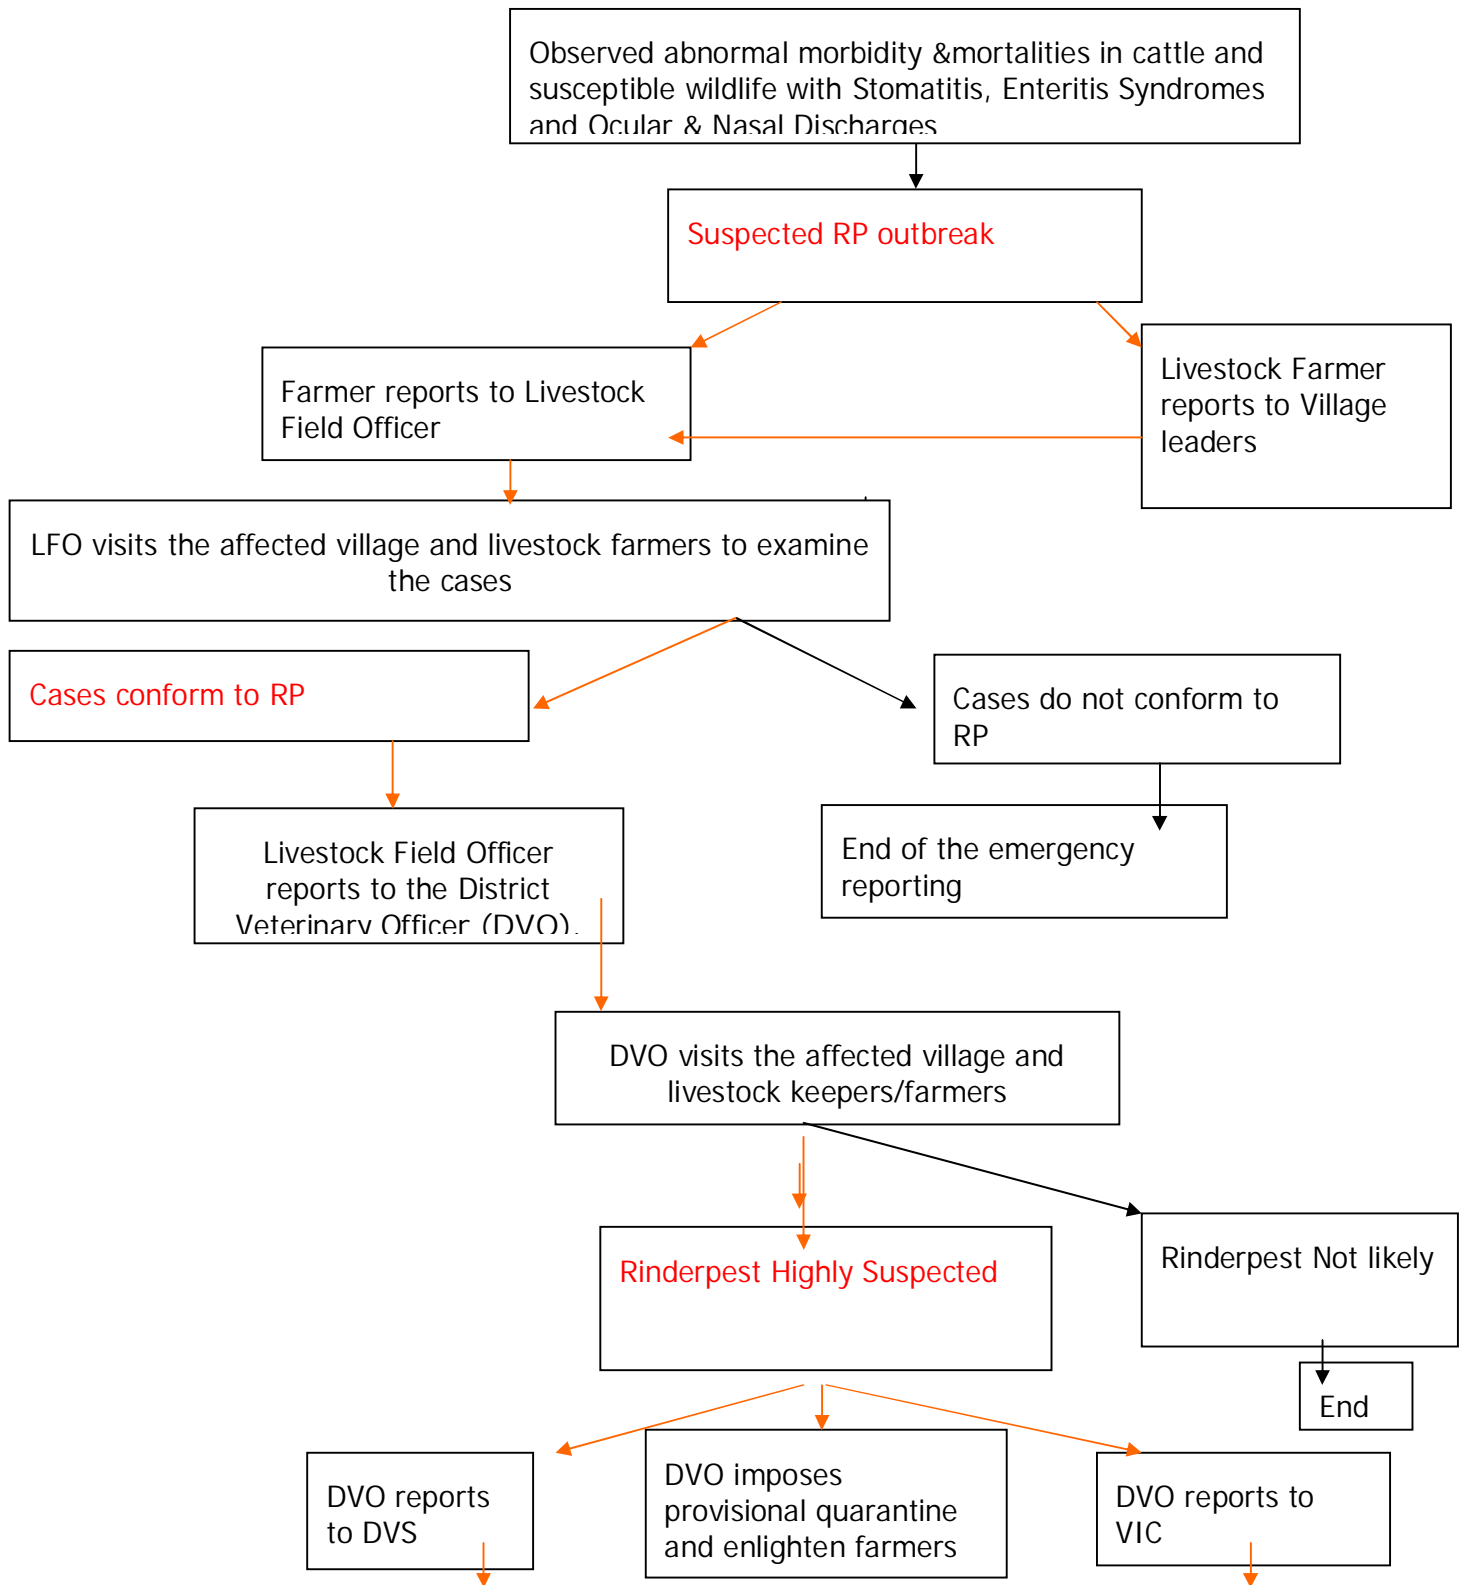 Observed abnormal morbidity &mortalities in cattle and
susceptible wildlife with Stomatitis, Enteritis Syndromes
and Ocular & Nasal Discharges
Suspected RP outbreak
Farmer reports to Livestock
Field Officer
Livestock Farmer
reports to Village
leaders
LFO visits the affected village and livestock farmers to examine
the cases
Cases conform to RP
Cases do not conform to
RP
Livestock Field Officer
reports to the District
Veterinary Officer (DVO).
End of the emergency
reporting
DVO visits the affected village and
livestock keepers/farmers
Rinderpest Highly Suspected
Rinderpest Not likely
End
DVO reports
to DVS
DVO imposes
provisional quarantine
and enlighten farmers
DVO reports to
VIC